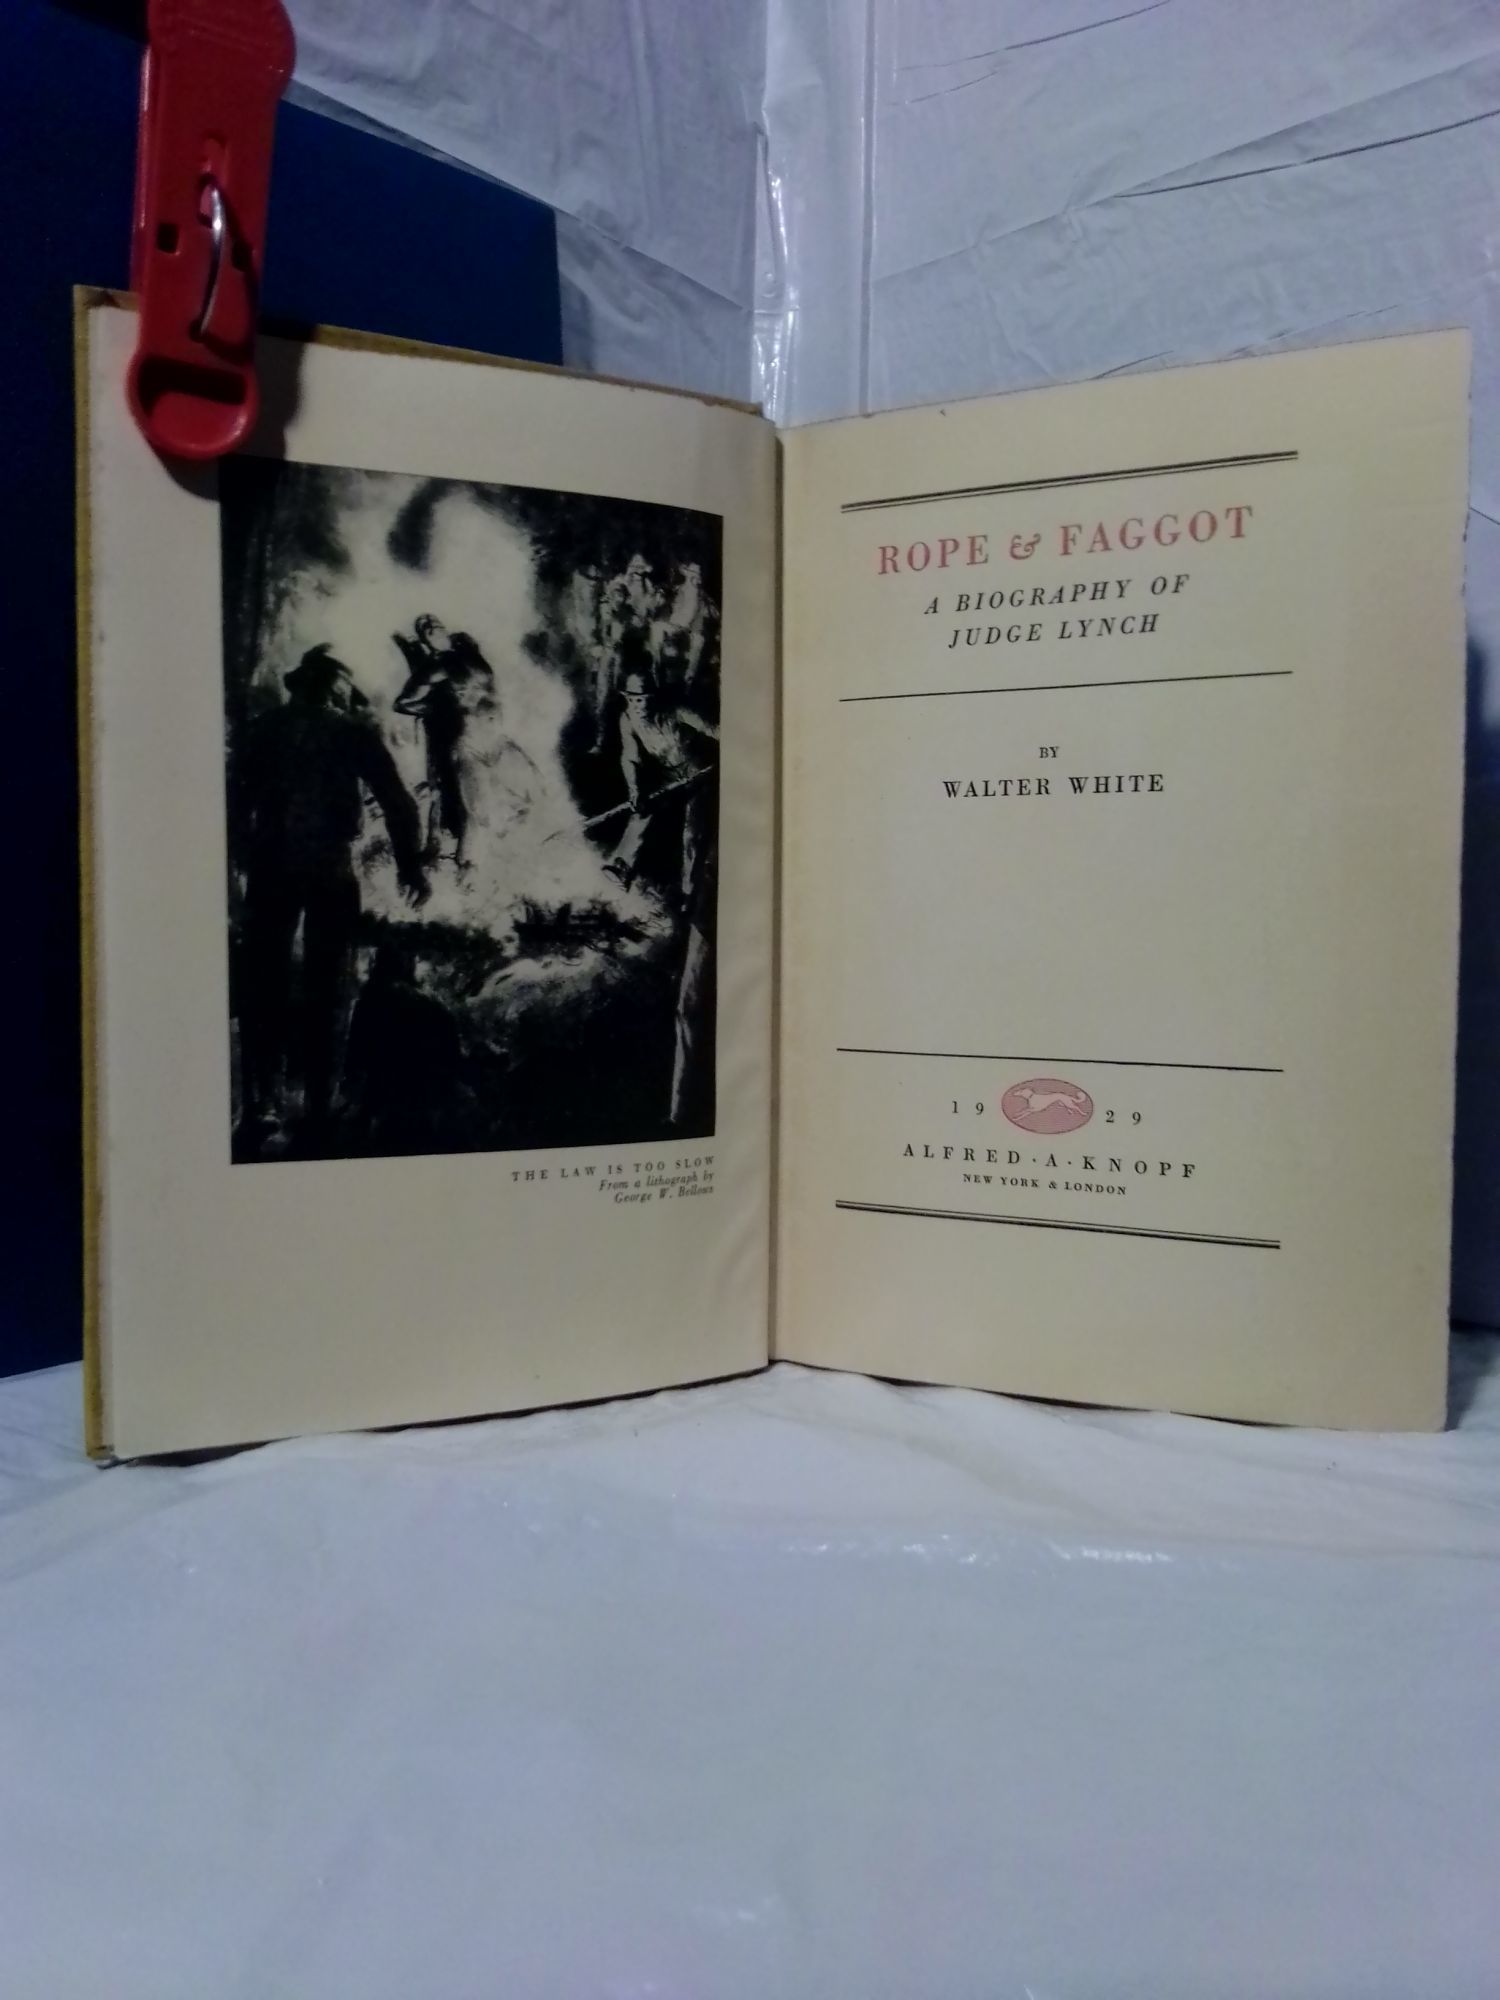 THE LAW IS TOO SLOW
From a lithograph by
George W. Bellows
ROPE & FAGGOT
A BIOGRAPHY OF
JUDGE LYNCH
BY
WALTER WHITE
19 29
ALFRED · A · KNOPF
NEW YORK & LONDON